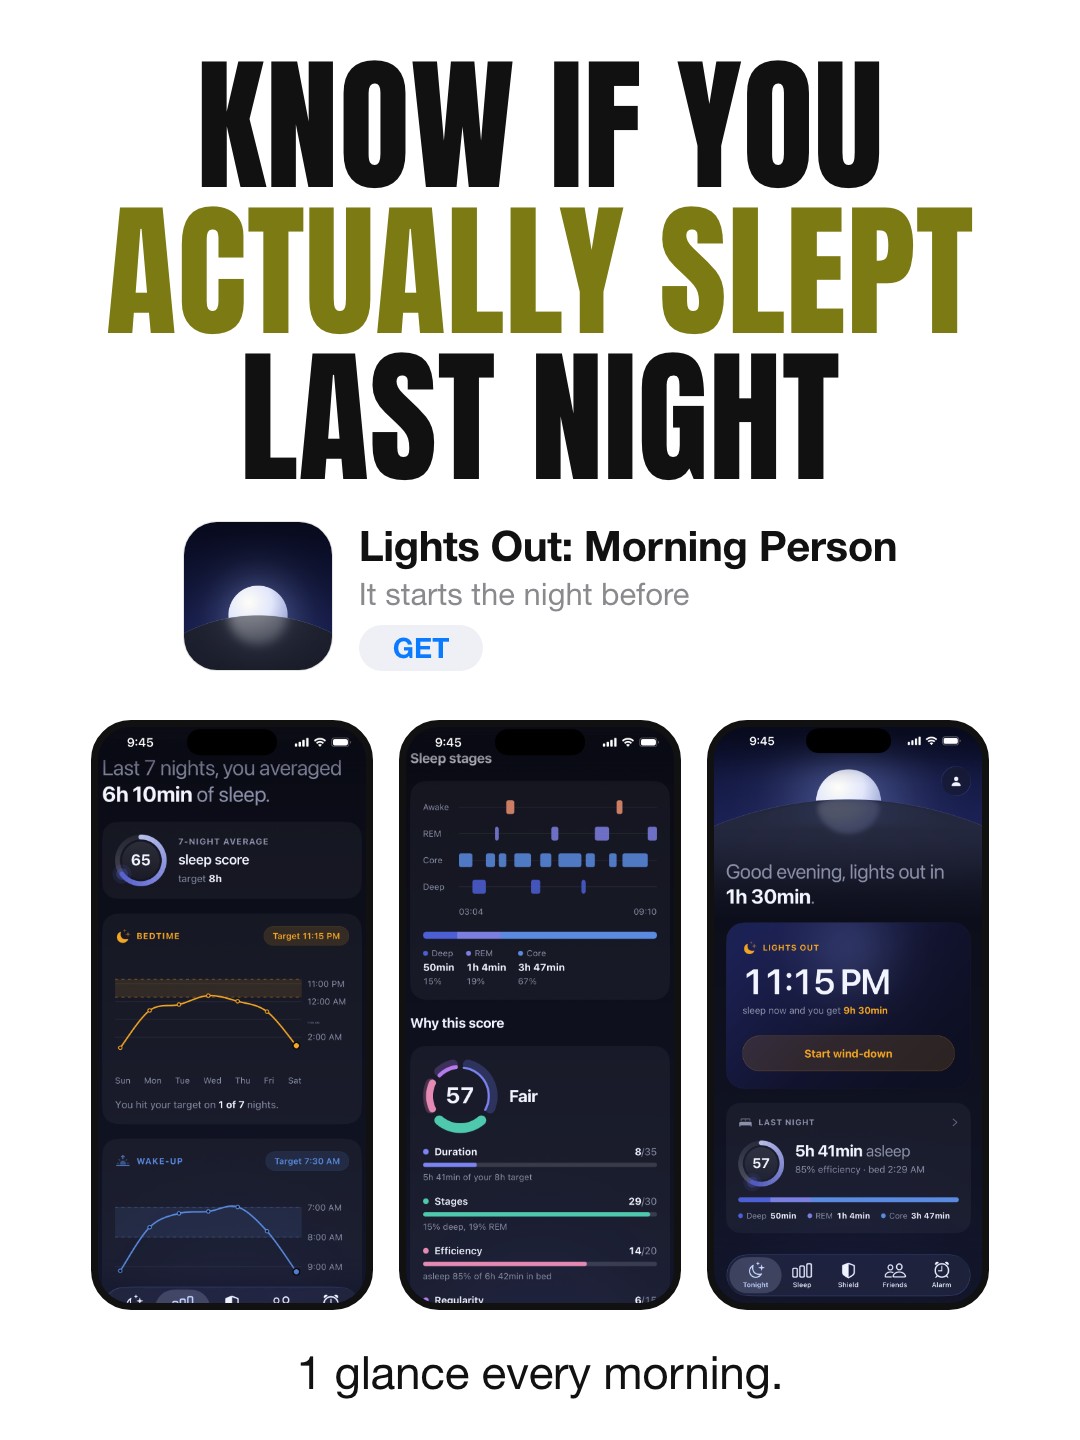 KNOW IF YOU
ACTUALLY SLEPT
LAST NIGHT
Lights Out: Morning Person
It starts the night before
GET
9:45
Last 7 nights, you averaged
6h 10min of sleep.
65
7-NIGHT AVERAGE
sleep score
target 8h
BEDTIME
Target 11:15 PM
11:00 PM
12:00 AM
2:00 AM
Sun Mon Tue Wed Thu Fri Sat
You hit your target on 1 of 7 nights.
WAKE-UP
Target 7:30 AM
7:00 AM
8:00 AM
9:00 AM
9:45
Sleep stages
Awake
REM
Core
Deep
03:04 09:10
Deep REM Core
50min 1h 4min 3h 47min
15% 19% 67%
Why this score
57
Fair
Duration 8/35
5h 41min of your 8h target
Stages 29/30
15% deep, 19% REM
Efficiency 14/20
asleep 85% of 6h 42min in bed
Regularity 6/15
9:45
Good evening, lights out in
1h 30min.
LIGHTS OUT
11:15 PM
sleep now and you get 9h 30min
Start wind-down
LAST NIGHT
57
5h 41min asleep
85% efficiency · bed 2:29 AM
Deep 50min REM 1h 4min Core 3h 47min
Tonight Sleep Shield Friends Alarm
1 glance every morning.